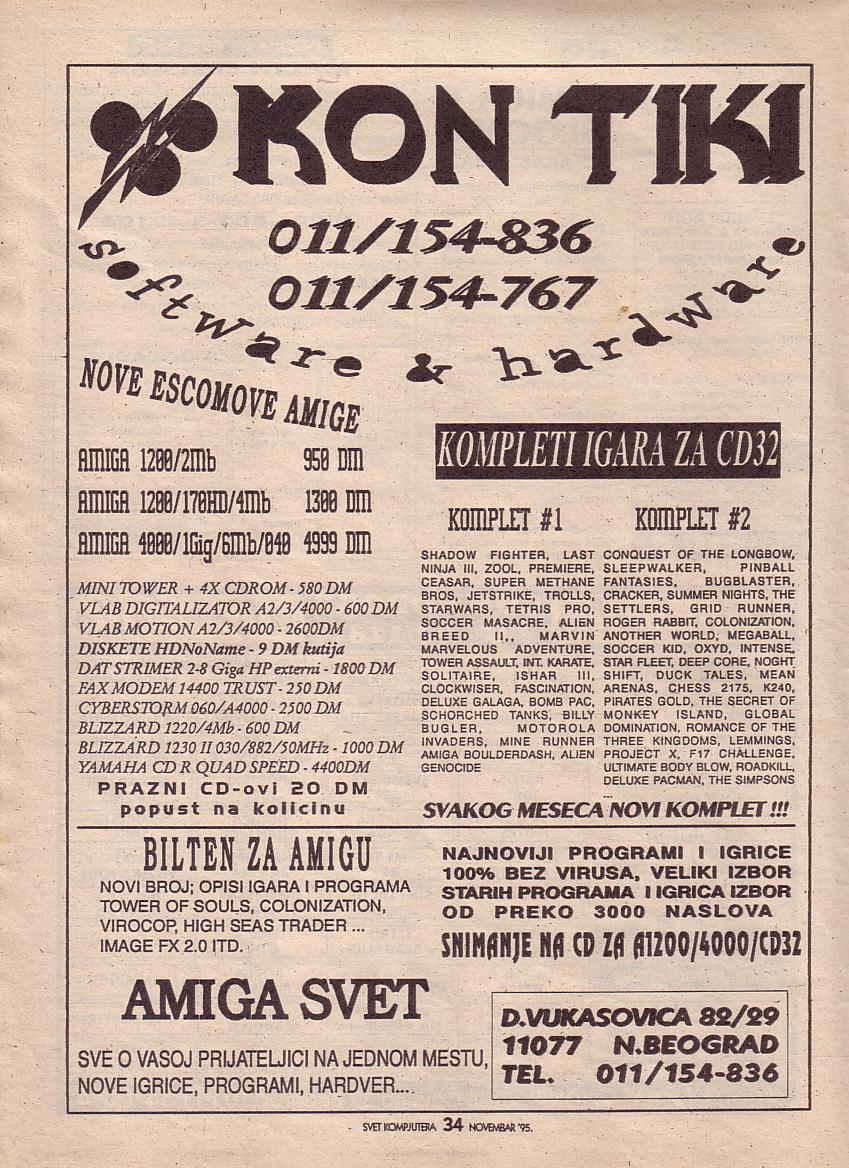 KON TIKI
011/154-836
011/154-767
software & hardware
NOVE ESCOMOVE AMIGE
AMIGA 1200/2Mb 950 DM
AMIGA 1200/170HD/4Mb 1300 DM
AMIGA 4000/1Gig/6Mb/040 4999 DM
MINI TOWER + 4X CDROM - 580 DM
VLAB DIGITALIZATOR A2/3/4000 - 600 DM
VLAB MOTION A2/3/4000 - 2600DM
DISKETE HDNoName - 9 DM kutija
DAT STRIMER 2-8 Giga HP externi - 1800 DM
FAX MODEM 14400 TRUST - 250 DM
CYBERSTORM 060/A4000 - 2500 DM
BLIZZARD 1220/4Mb - 600 DM
BLIZZARD 1230 II 030/882/50MHz - 1000 DM
YAMAHA CD R QUAD SPEED - 4400DM
PRAZNI CD-ovi 20 DM
popust na kolicinu
KOMPLETI IGARA ZA CD32
KOMPLET #1
SHADOW FIGHTER, LAST
NINJA III, ZOOL, PREMIERE,
CEASAR, SUPER METHANE
BROS, JETSTRIKE, TROLLS,
STARWARS, TETRIS PRO,
SOCCER MASACRE, ALIEN
BREED II,, MARVIN
MARVELOUS ADVENTURE,
TOWER ASSAULT, INT. KARATE,
SOLITAIRE, ISHAR III,
CLOCKWISER, FASCINATION,
DELUXE GALAGA, BOMB PAC,
SCHORCHED TANKS, BILLY
BUGLER, MOTOROLA
INVADERS, MINE RUNNER
AMIGA BOULDERDASH, ALIEN
GENOCIDE
KOMPLET #2
CONQUEST OF THE LONGBOW,
SLEEPWALKER, PINBALL
FANTASIES, BUGBLASTER,
CRACKER, SUMMER NIGHTS, THE
SETTLERS, GRID RUNNER,
ROGER RABBIT, COLONIZATION,
ANOTHER WORLD, MEGABALL,
SOCCER KID, OXYD, INTENSE,
STAR FLEET, DEEP CORE, NOGHT
SHIFT, DUCK TALES, MEAN
ARENAS, CHESS 2175, K240,
PIRATES GOLD, THE SECRET OF
MONKEY ISLAND, GLOBAL
DOMINATION, ROMANCE OF THE
THREE KINGDOMS, LEMMINGS,
PROJECT X, F17 CHALLENGE,
ULTIMATE BODY BLOW, ROADKILL,
DELUXE PACMAN, THE SIMPSONS
...
SVAKOG MESECA NOVI KOMPLET !!!
BILTEN ZA AMIGU
NOVI BROJ; OPISI IGARA I PROGRAMA
TOWER OF SOULS, COLONIZATION,
VIROCOP, HIGH SEAS TRADER ...
IMAGE FX 2.0 ITD.
NAJNOVIJI PROGRAMI I IGRICE
100% BEZ VIRUSA, VELIKI IZBOR
STARIH PROGRAMA I IGRICA IZBOR
OD PREKO 3000 NASLOVA
SNIMANJE NA CD ZA A1200/4000/CD32
AMIGA SVET
SVE O VASOJ PRIJATELJICI NA JEDNOM MESTU,
NOVE IGRICE, PROGRAMI, HARDVER...
D.VUKASOVICA 82/29
11077 N.BEOGRAD
TEL. 011/154-836
SVET KOMPJUTERA 34 NOVEMBAR '95.